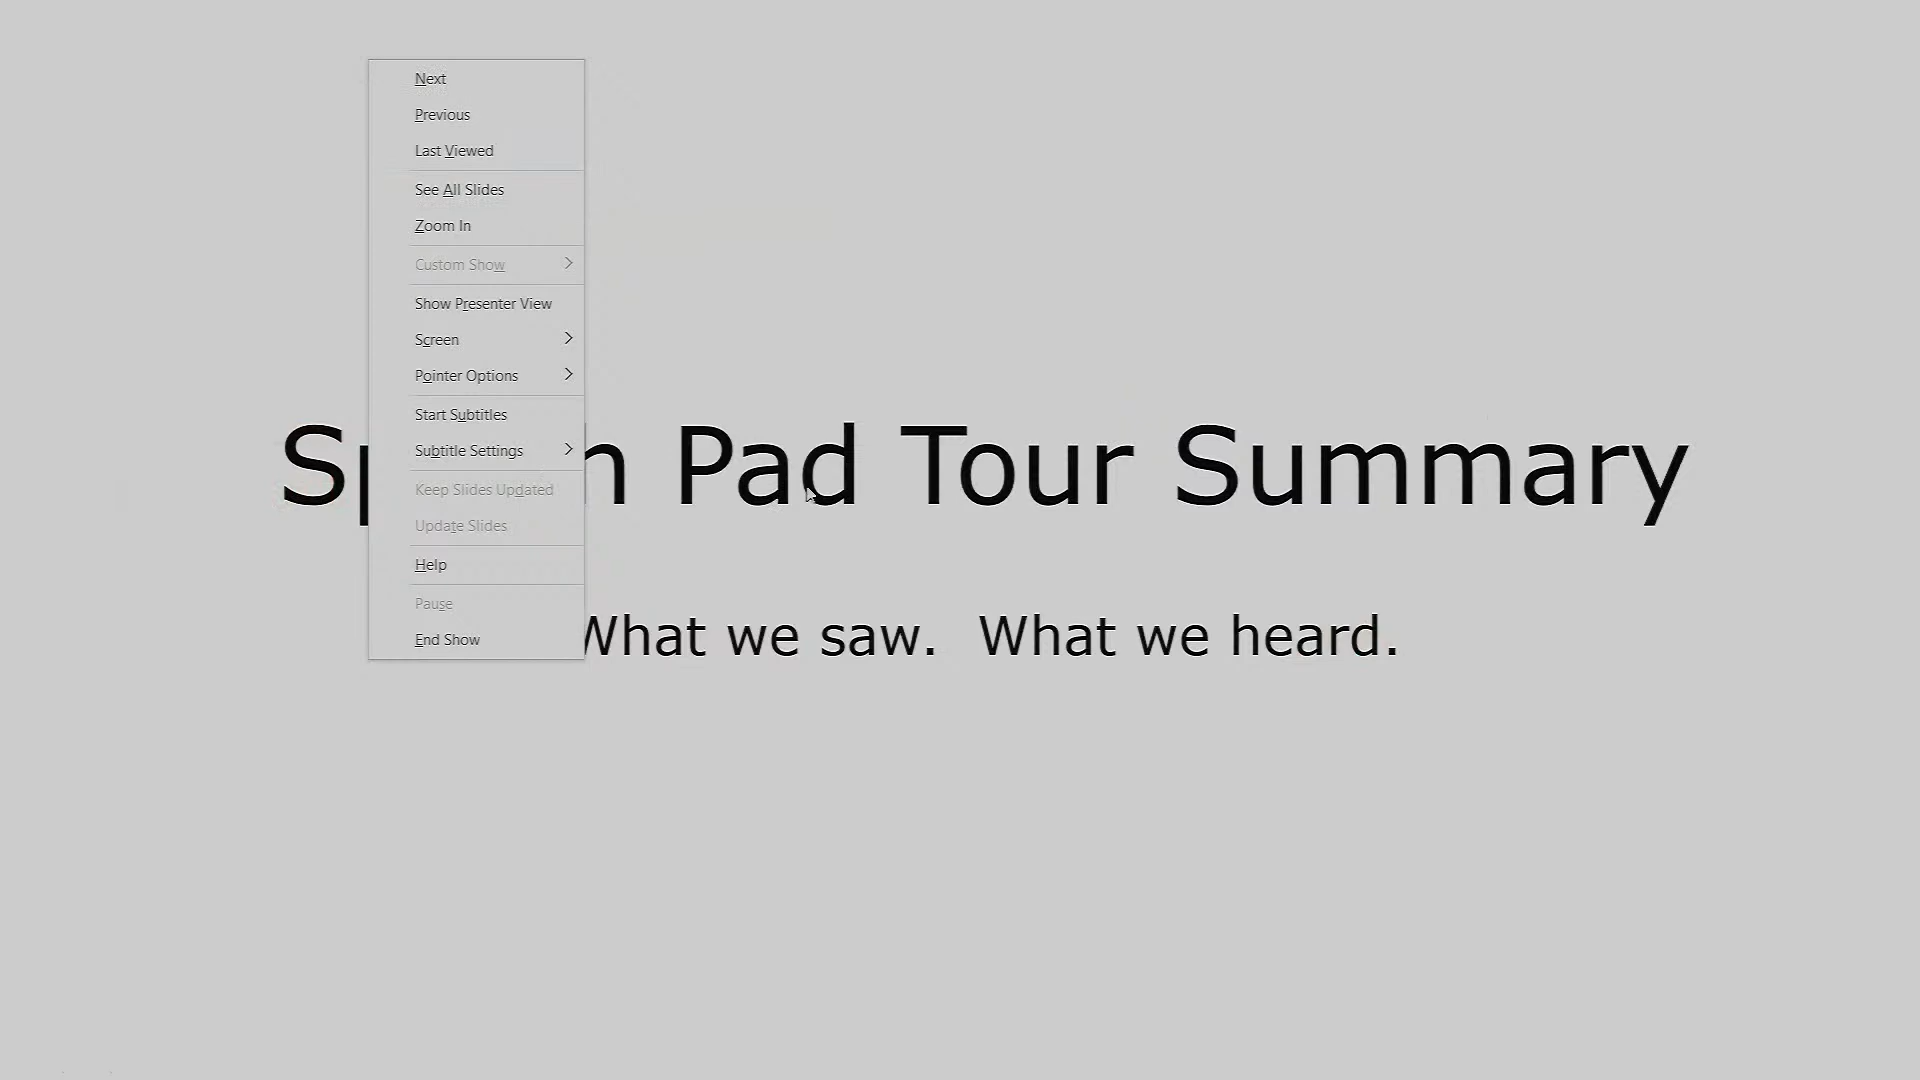 Next
Previous
Last Viewed
See All Slides
Zoom In
Custom Show
Show Presenter View
Screen
Pointer Options
Start Subtitles
Subtitle Settings
Keep Slides Updated
Update Slides
Help
Pause
End Show
Pad Tour Summary
What we saw. What we heard.